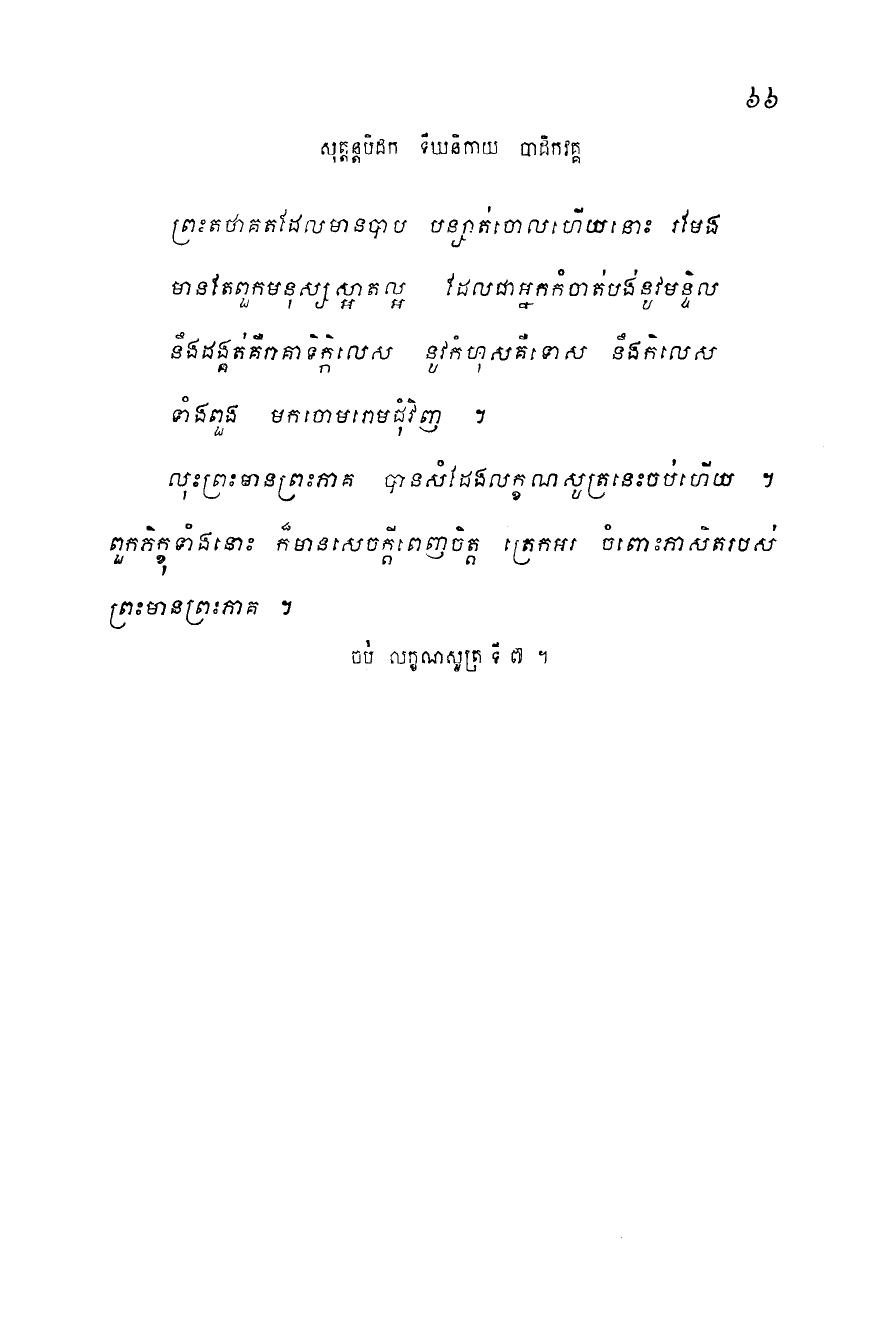 ៦៦
សុត្តន្តបិដក ទីឃនិកាយ បាដិកវគ្គ
ព្រះតថាគតដែលមានបាប បន្សាត់ចោលហើយនោះ រមែង
មានតែពួកមនុស្សស្អាតល្អ ដែលជាអ្នកកំចាត់បង់នូវមន្ទិល
នឹងដង្គត់គឺរាគាទិក្កិលេស នូវកំហុសគឺទោស នឹងកិលេស
ទាំងពួង មកចោមរោមជុំវិញ ។
លុះព្រះមានព្រះភាគ បានសំដែងលក្ខណសូត្រនេះចប់ហើយ ។
ពួកភិក្ខុទាំងនោះ ក៏មានសេចក្តីពេញចិត្ត ត្រេកអរ ចំពោះភាសិតរបស់
ព្រះមានព្រះភាគ ។
ចប់ លក្ខណសូត្រ ទី ៧ ។